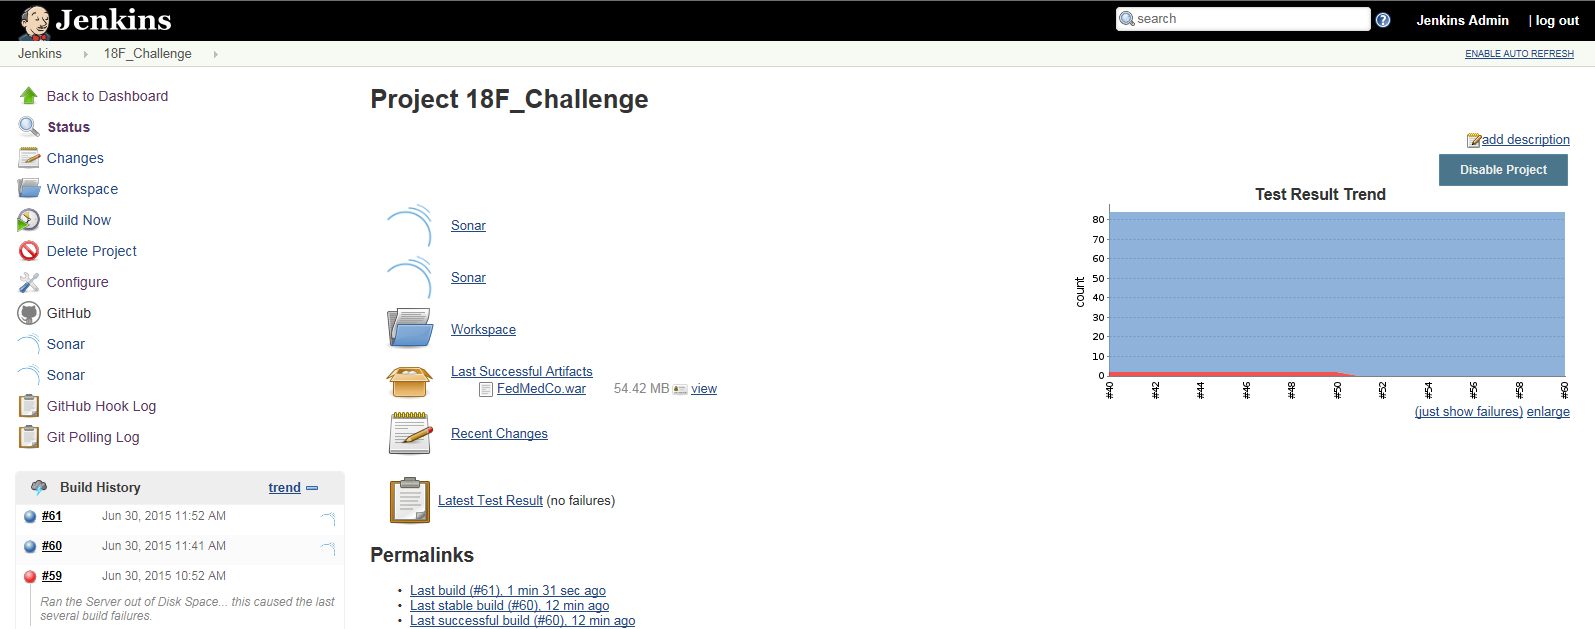 Jenkins
search
Jenkins Admin
| log out
Jenkins
18F_Challenge
ENABLE AUTO REFRESH
Back to Dashboard
Status
Changes
Workspace
Build Now
Delete Project
Configure
GitHub
Sonar
Sonar
GitHub Hook Log
Git Polling Log
Build History
trend
#61 Jun 30, 2015 11:52 AM
#60 Jun 30, 2015 11:41 AM
#59 Jun 30, 2015 10:52 AM
Ran the Server out of Disk Space... this caused the last
several build failures.
Project 18F_Challenge
add description
Disable Project
Sonar
Sonar
Workspace
Last Successful Artifacts
FedMedCo.war 54.42 MB view
Recent Changes
Latest Test Result (no failures)
Permalinks
Last build (#61), 1 min 31 sec ago
Last stable build (#60), 12 min ago
Last successful build (#60), 12 min ago
Test Result Trend
count
80
70
60
50
40
30
20
10
0
#40
#42
#44
#46
#48
#50
#52
#54
#56
#58
#60
(just show failures) enlarge